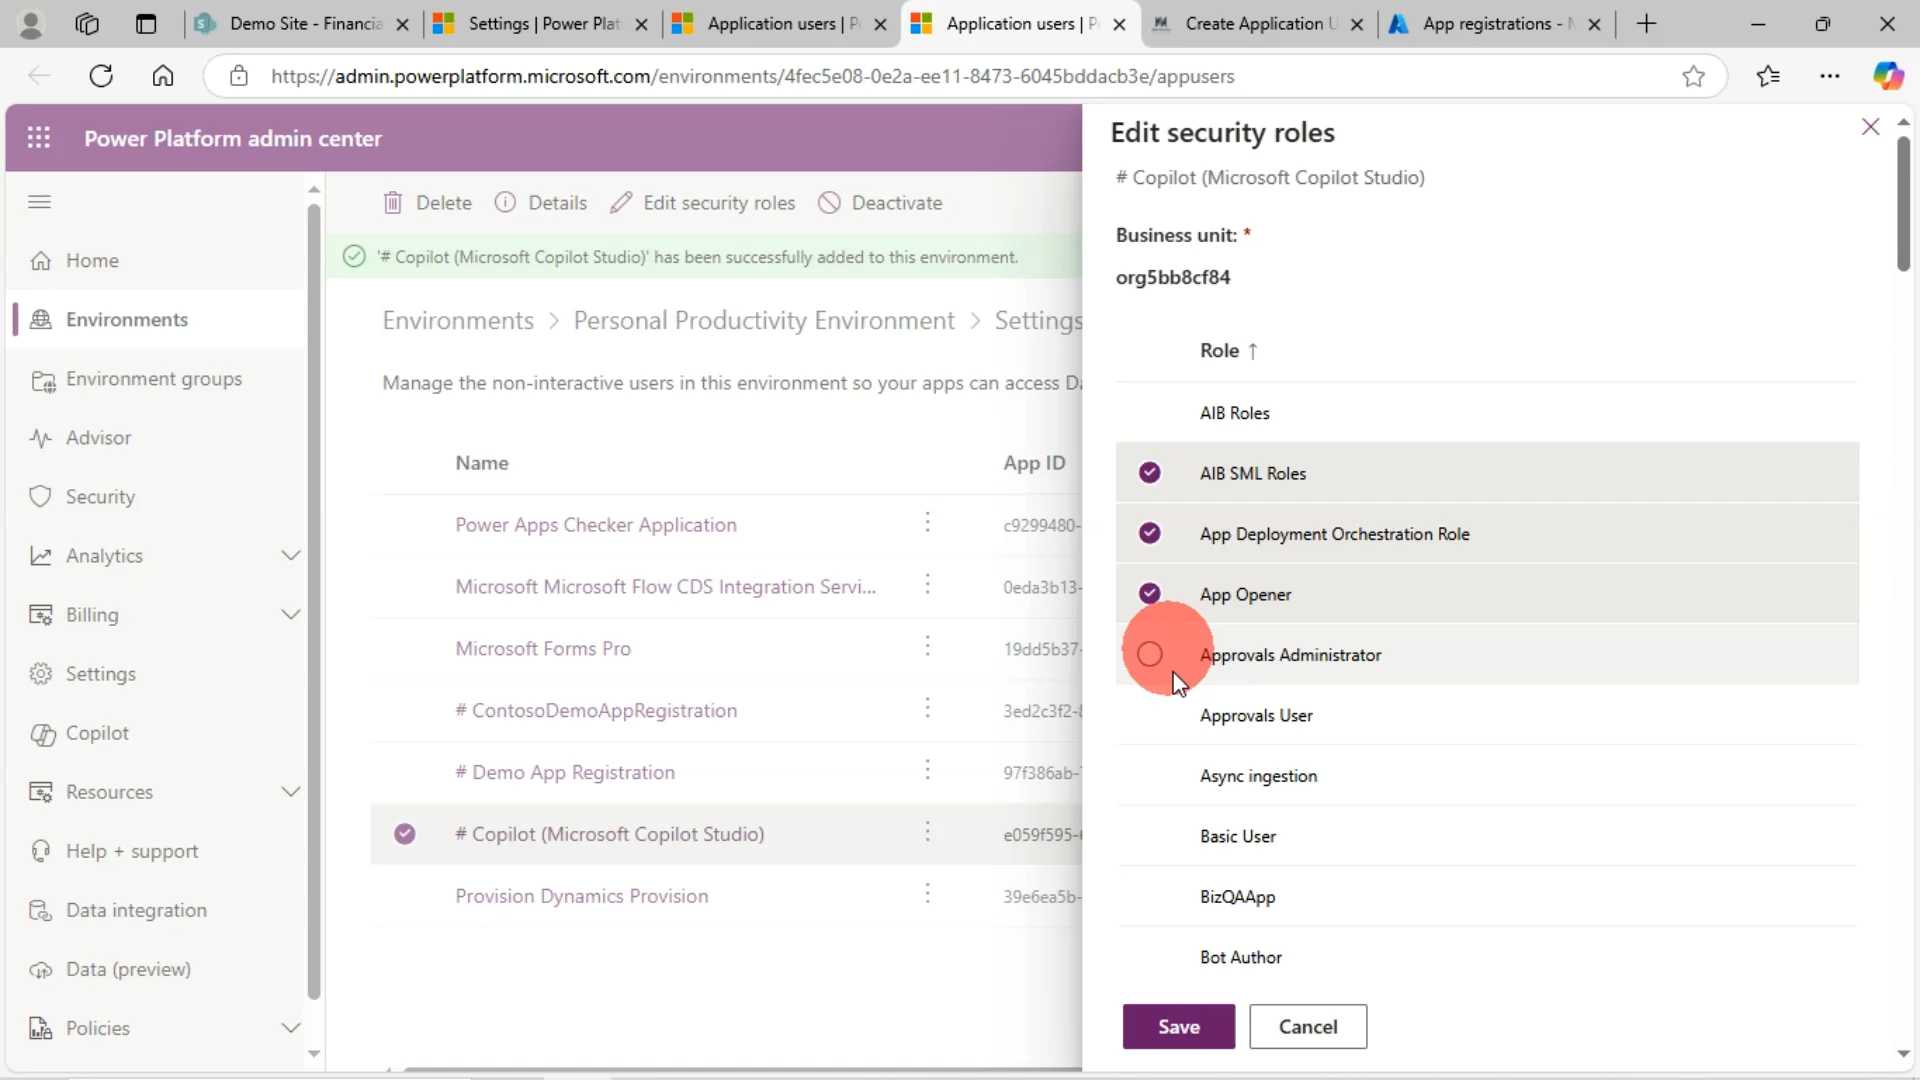 Demo Site - Financia
Settings | Power Plat
Application users | P
Application users | P
Create Application U
App registrations -
https://admin.powerplatform.microsoft.com/environments/4fec5e08-0e2a-ee11-8473-6045bddacb3e/appusers
Power Platform admin center
Home
Environments
Environment groups
Advisor
Security
Analytics
Billing
Settings
Copilot
Resources
Help + support
Data integration
Data (preview)
Policies
Delete
Details
Edit security roles
Deactivate
'# Copilot (Microsoft Copilot Studio)' has been successfully added to this environment.
Environments > Personal Productivity Environment > Settings
Manage the non-interactive users in this environment so your apps can access Da
Name App ID
Power Apps Checker Application c9299480-
Microsoft Microsoft Flow CDS Integration Servi... 0eda3b13-
Microsoft Forms Pro 19dd5b37-
# ContosoDemoAppRegistration 3ed2c3f2-
# Demo App Registration 97f386ab-
# Copilot (Microsoft Copilot Studio) e059f595-
Provision Dynamics Provision 39e6ea5b-
Edit security roles
# Copilot (Microsoft Copilot Studio)
Business unit: *
org5bb8cf84
Role ↑
AIB Roles
AIB SML Roles
App Deployment Orchestration Role
App Opener
Approvals Administrator
Approvals User
Async ingestion
Basic User
BizQAApp
Bot Author
Save
Cancel